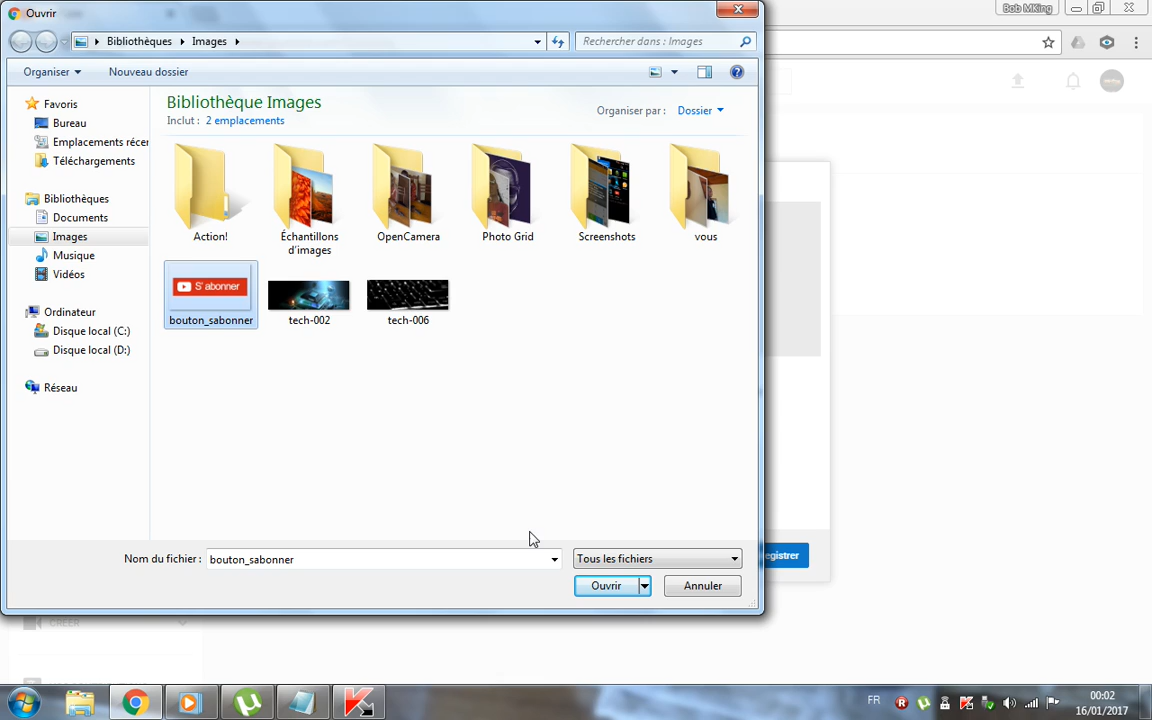 Ouvrir
Bob MKing
Bibliothèques
Images
Rechercher dans : Images
Organiser
Nouveau dossier
Favoris
Bureau
Emplacements récer
Téléchargements
Bibliothèques
Documents
Images
Musique
Vidéos
Ordinateur
Disque local (C:)
Disque local (D:)
Réseau
Bibliothèque Images
Inclut : 2 emplacements
Organiser par : Dossier
Action!
Échantillons d'images
OpenCamera
Photo Grid
Screenshots
vous
S' abonner
bouton_sabonner
tech-002
tech-006
Nom du fichier : bouton_sabonner
Tous les fichiers
Ouvrir
Annuler
egistrer
CRÉER
FR
00:02
16/01/2017